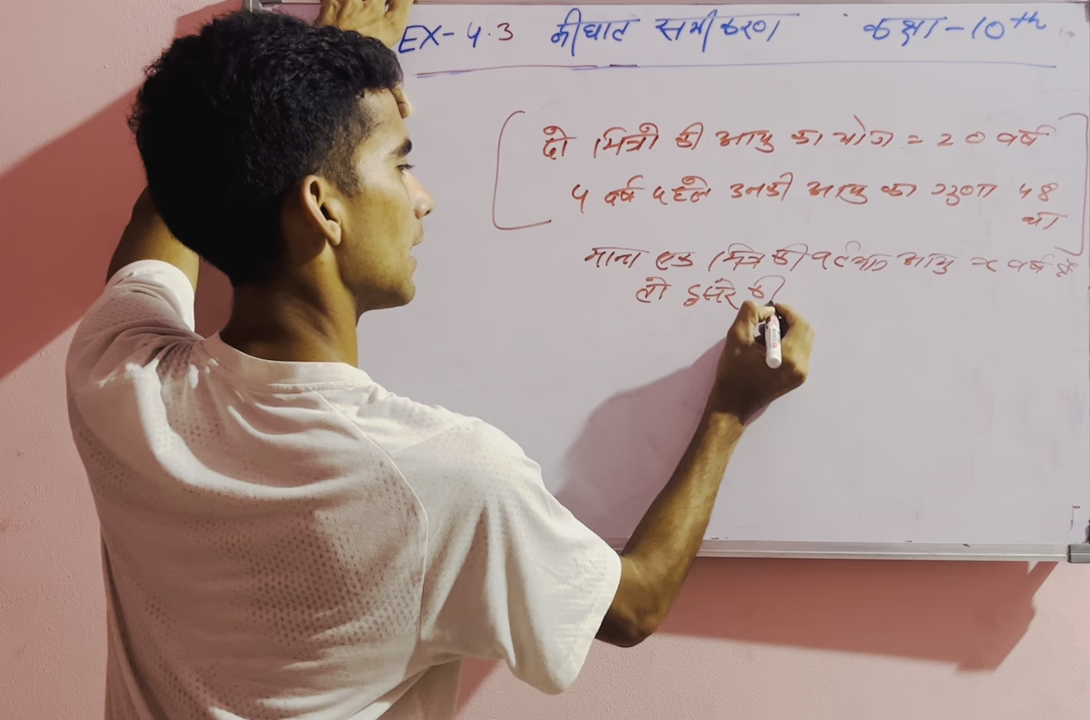 EX-4.3 द्वीघात समीकरण कक्षा-10th
दो मित्रो की आयु का योग = 20 वर्ष
4 वर्ष पहले उनकी आयु का गुणा 48
था
माना एक मित्र की वर्तमान आयु x वर्ष है
तो दुसरे की